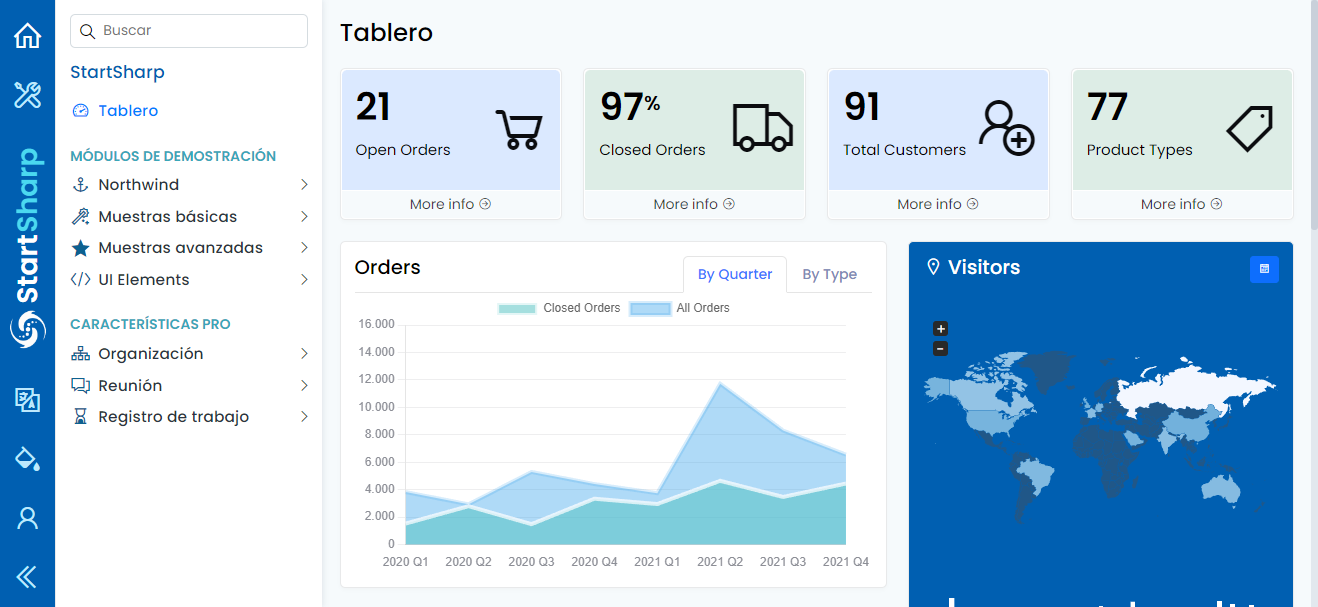 StartSharp
Buscar
StartSharp
Tablero
MÓDULOS DE DEMOSTRACIÓN
Northwind
Muestras básicas
Muestras avanzadas
UI Elements
CARACTERÍSTICAS PRO
Organización
Reunión
Registro de trabajo
Tablero
21
Open Orders
More info
97%
Closed Orders
More info
91
Total Customers
More info
77
Product Types
More info
Orders
By Quarter
By Type
Closed Orders
All Orders
16.000
14.000
12.000
10.000
8.000
6.000
4.000
2.000
0
2020 Q1 2020 Q2 2020 Q3 2020 Q4 2021 Q1 2021 Q2 2021 Q3 2021 Q4
Visitors
+
−